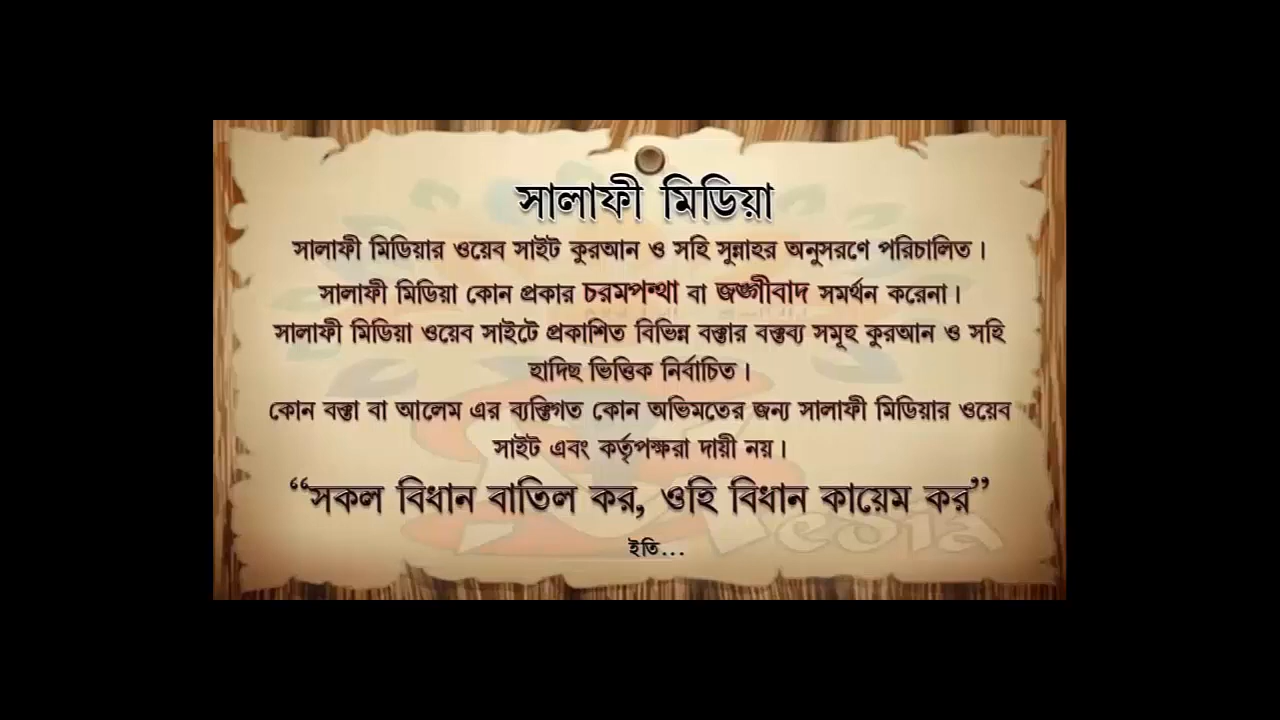 সালাফী মিডিয়া
সালাফী মিডিয়ার ওয়েব সাইট কুরআন ও সহি সুন্নাহর অনুসরণে পরিচালিত।
সালাফী মিডিয়া কোন প্রকার চরমপন্থা বা জঙ্গীবাদ সমর্থন করেনা।
সালাফী মিডিয়া ওয়েব সাইটে প্রকাশিত বিভিন্ন বক্তার বক্তব্য সমূহ কুরআন ও সহি
হাদিছ ভিত্তিক নির্বাচিত।
কোন বক্তা বা আলেম এর ব্যক্তিগত কোন অভিমতের জন্য সালাফী মিডিয়ার ওয়েব
সাইট এবং কর্তৃপক্ষরা দায়ী নয়।
“সকল বিধান বাতিল কর, ওহি বিধান কায়েম কর”
ইতি...